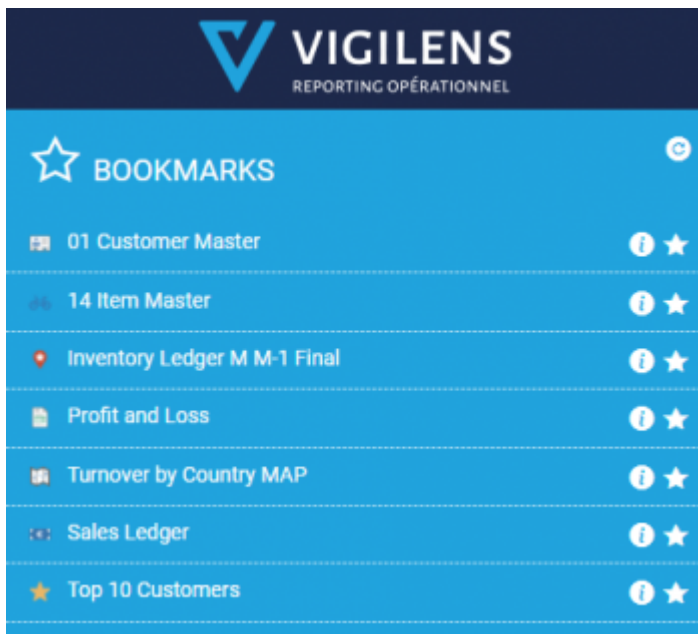 VIGILENS
REPORTING OPÉRATIONNEL
BOOKMARKS
01 Customer Master
14 Item Master
Inventory Ledger M M-1 Final
Profit and Loss
Turnover by Country MAP
Sales Ledger
Top 10 Customers